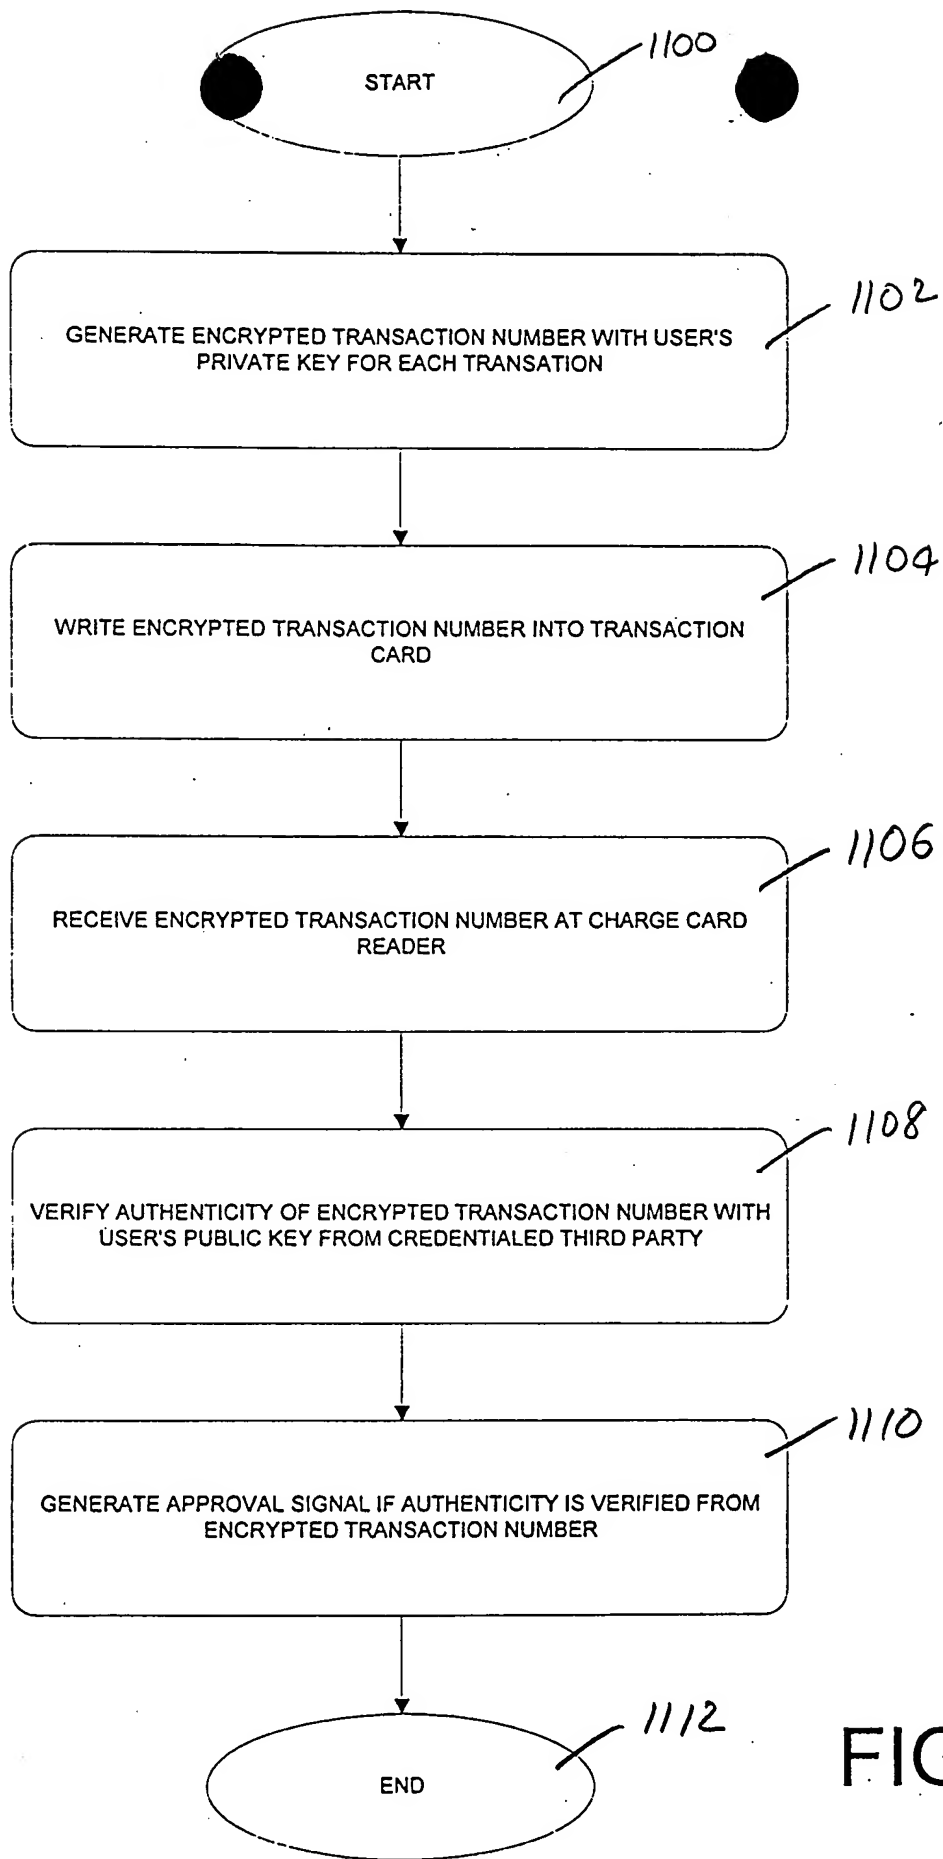 START
1100
GENERATE ENCRYPTED TRANSACTION NUMBER WITH USER'S
PRIVATE KEY FOR EACH TRANSATION
1102
WRITE ENCRYPTED TRANSACTION NUMBER INTO TRANSACTION
CARD
1104
RECEIVE ENCRYPTED TRANSACTION NUMBER AT CHARGE CARD
READER
1106
VERIFY AUTHENTICITY OF ENCRYPTED TRANSACTION NUMBER WITH
USER'S PUBLIC KEY FROM CREDENTIALED THIRD PARTY
1108
GENERATE APPROVAL SIGNAL IF AUTHENTICITY IS VERIFIED FROM
ENCRYPTED TRANSACTION NUMBER
1110
END
1112
FIG